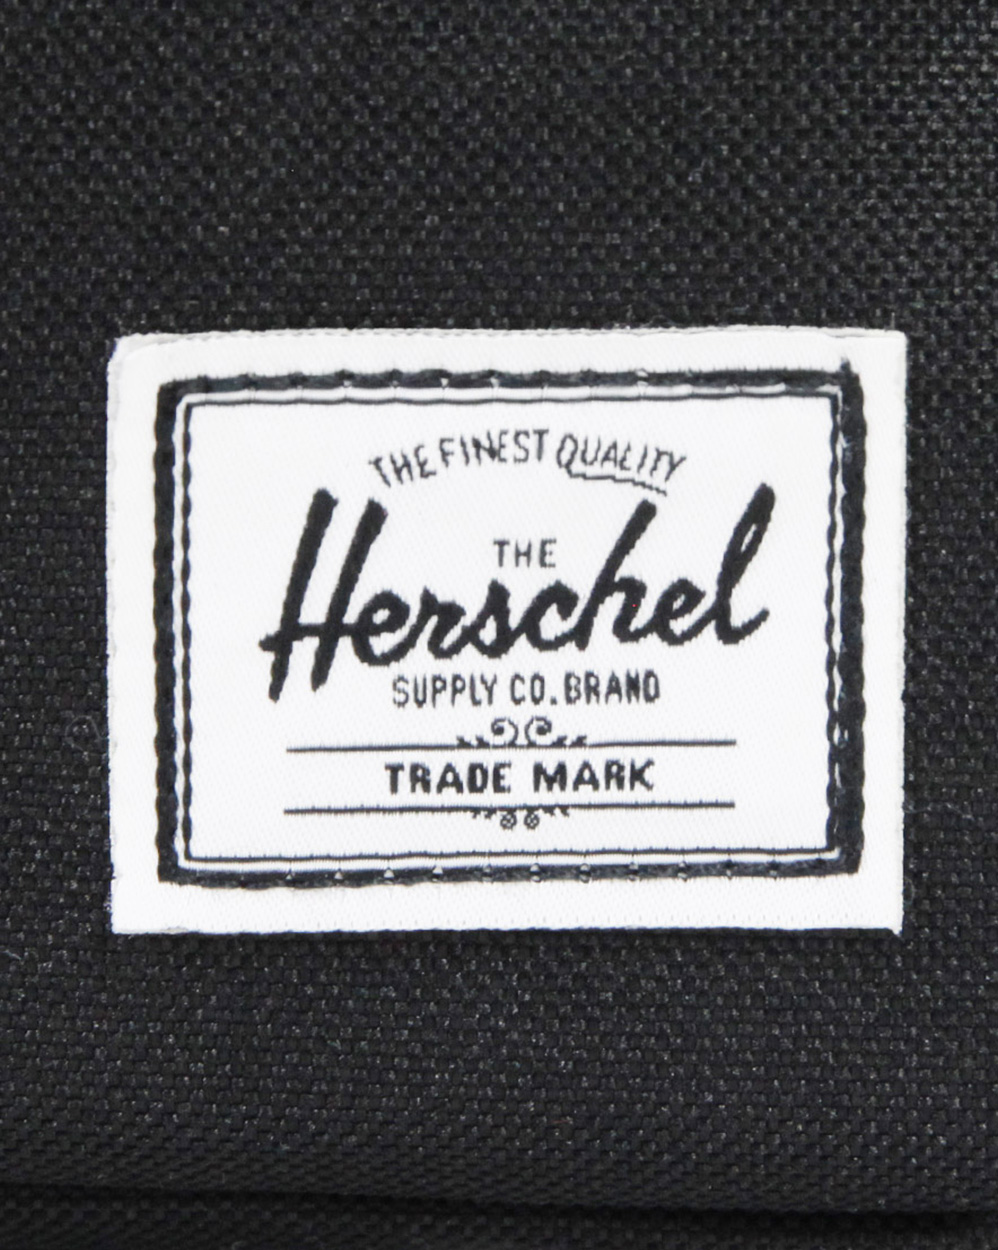 THE FINEST QUALITY
THE
Herschel
SUPPLY CO. BRAND
TRADE MARK